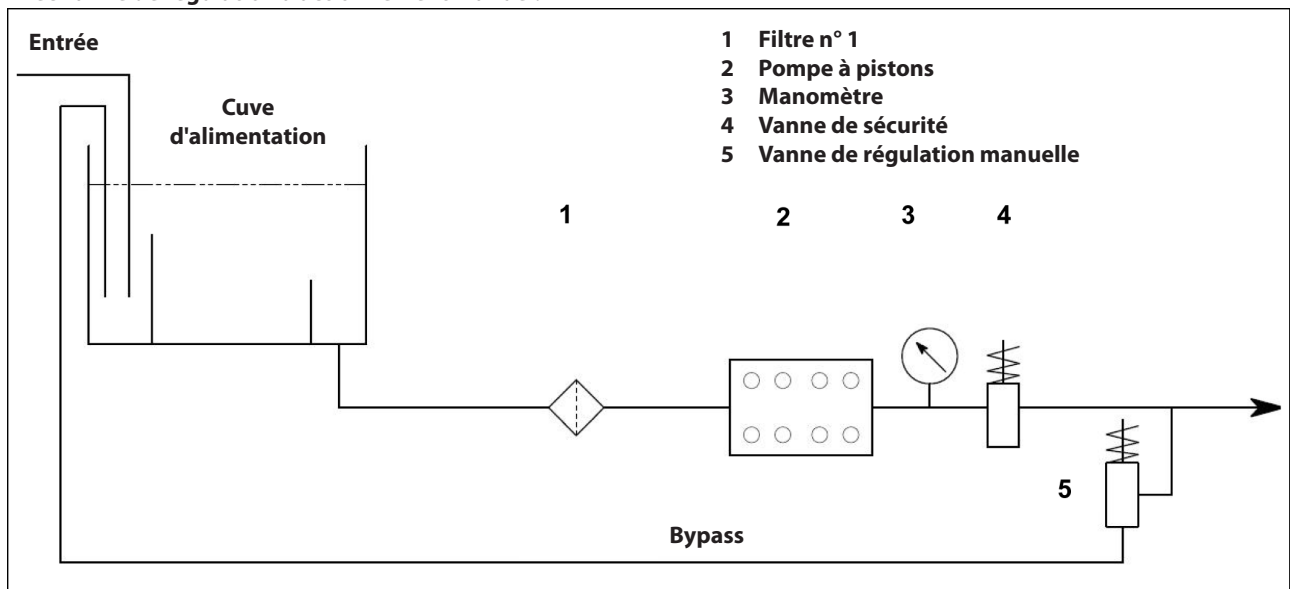 Entrée
Cuve
d'alimentation
1 Filtre n° 1
2 Pompe à pistons
3 Manomètre
4 Vanne de sécurité
5 Vanne de régulation manuelle
1
2
3
4
5
Bypass